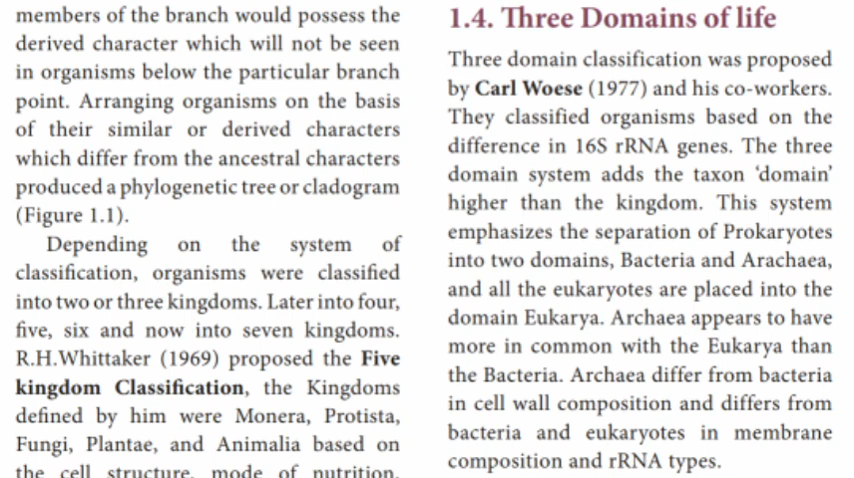 members of the branch would possess the
derived character which will not be seen
in organisms below the particular branch
point. Arranging organisms on the basis
of their similar or derived characters
which differ from the ancestral characters
produced a phylogenetic tree or cladogram
(Figure 1.1).
Depending on the system of
classification, organisms were classified
into two or three kingdoms. Later into four,
five, six and now into seven kingdoms.
R.H.Whittaker (1969) proposed the Five
kingdom Classification, the Kingdoms
defined by him were Monera, Protista,
Fungi, Plantae, and Animalia based on
the cell structure, mode of nutrition,
1.4. Three Domains of life
Three domain classification was proposed
by Carl Woese (1977) and his co-workers.
They classified organisms based on the
difference in 16S rRNA genes. The three
domain system adds the taxon ‘domain’
higher than the kingdom. This system
emphasizes the separation of Prokaryotes
into two domains, Bacteria and Arachaea,
and all the eukaryotes are placed into the
domain Eukarya. Archaea appears to have
more in common with the Eukarya than
the Bacteria. Archaea differ from bacteria
in cell wall composition and differs from
bacteria and eukaryotes in membrane
composition and rRNA types.